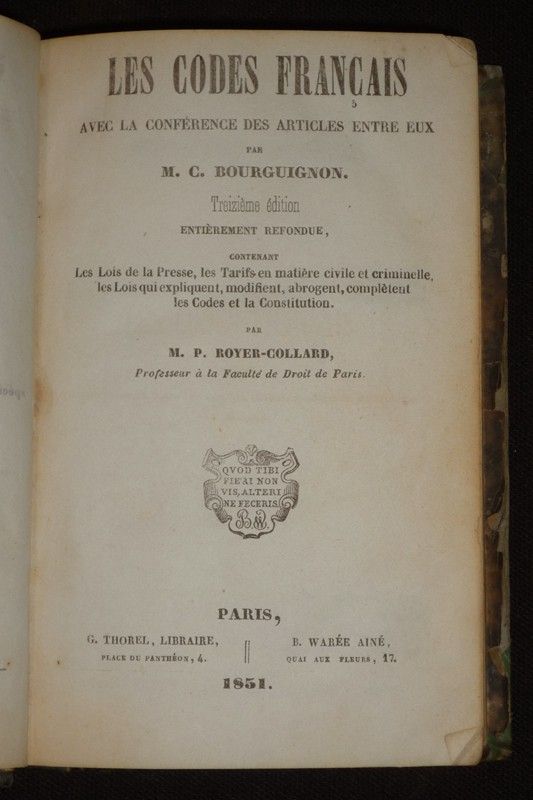 LES CODES FRANÇAIS
AVEC LA CONFÉRENCE DES ARTICLES ENTRE EUX
PAR
M. C. BOURGUIGNON.
Treizième édition
ENTIÈREMENT REFONDUE,
CONTENANT
Les Lois de la Presse, les Tarifs en matière civile et criminelle,
les Lois qui expliquent, modifient, abrogent, complètent
les Codes et la Constitution.
PAR
M. P. ROYER-COLLARD,
Professeur à la Faculté de Droit de Paris.
QVOD TIBI
FIERI NON
VIS, ALTERI
NE FECERIS.
PARIS,
G. THOREL, LIBRAIRE,
PLACE DU PANTHÉON, 4.
B. WARÉE AINÉ,
QUAI AUX FLEURS, 17.
1851.